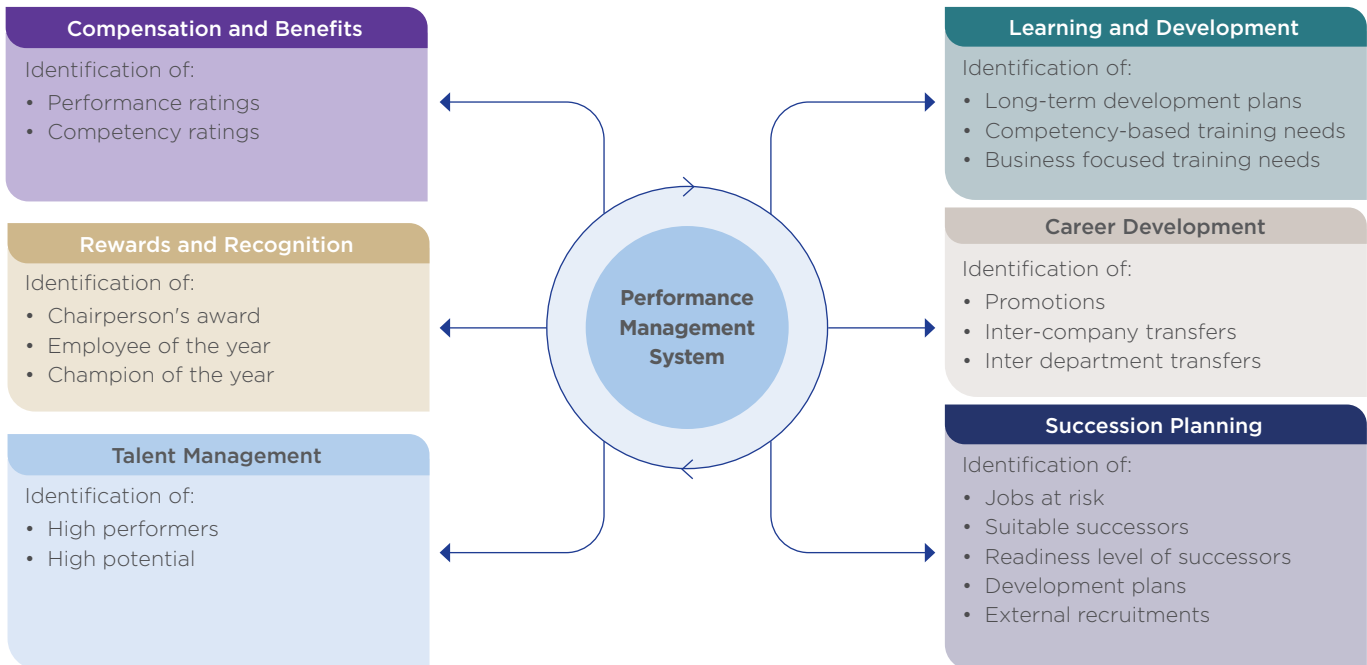 Compensation and Benefits
Identification of:
• Performance ratings
• Competency ratings
Rewards and Recognition
Identification of:
• Chairperson's award
• Employee of the year
• Champion of the year
Talent Management
Identification of:
• High performers
• High potential
Performance
Management
System
Learning and Development
Identification of:
• Long-term development plans
• Competency-based training needs
• Business focused training needs
Career Development
Identification of:
• Promotions
• Inter-company transfers
• Inter department transfers
Succession Planning
Identification of:
• Jobs at risk
• Suitable successors
• Readiness level of successors
• Development plans
• External recruitments